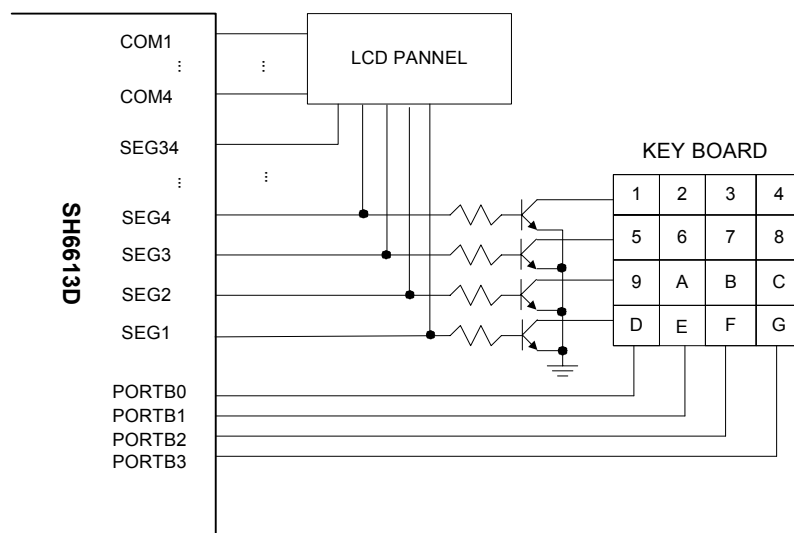 COM1
⋮ ⋮
COM4
SEG34
⋮ ⋮
SEG4
SEG3
SEG2
SEG1
PORTB0
PORTB1
PORTB2
PORTB3
SH6613D
LCD PANNEL
KEY BOARD
1 2 3 4
5 6 7 8
9 A B C
D E F G